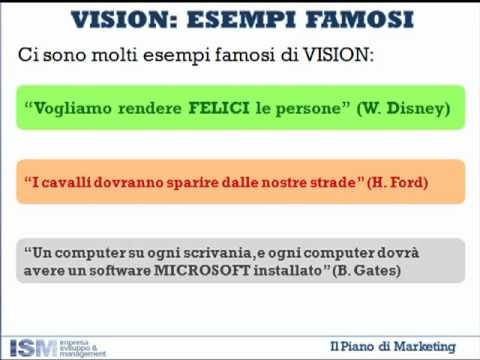 VISION: ESEMPI FAMOSI
Ci sono molti esempi famosi di VISION:
“Vogliamo rendere FELICI le persone” (W. Disney)
“I cavalli dovranno sparire dalle nostre strade” (H. Ford)
“Un computer su ogni scrivania, e ogni computer dovrà
avere un software MICROSOFT installato” (B. Gates)
ISM impresa
sviluppo &
management
Il Piano di Marketing